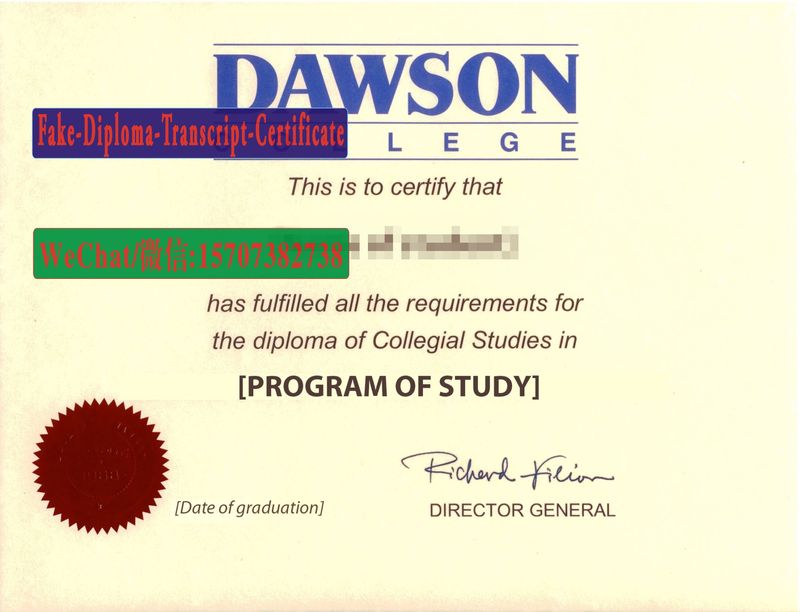 DAWSON
Fake-Diploma-Transcript-Certificate
LEGE
This is to certify that
WeChat/微信:15707382738
has fulfilled all the requirements for
the diploma of Collegial Studies in
[PROGRAM OF STUDY]
Richard Filion
[Date of graduation]
DIRECTOR GENERAL